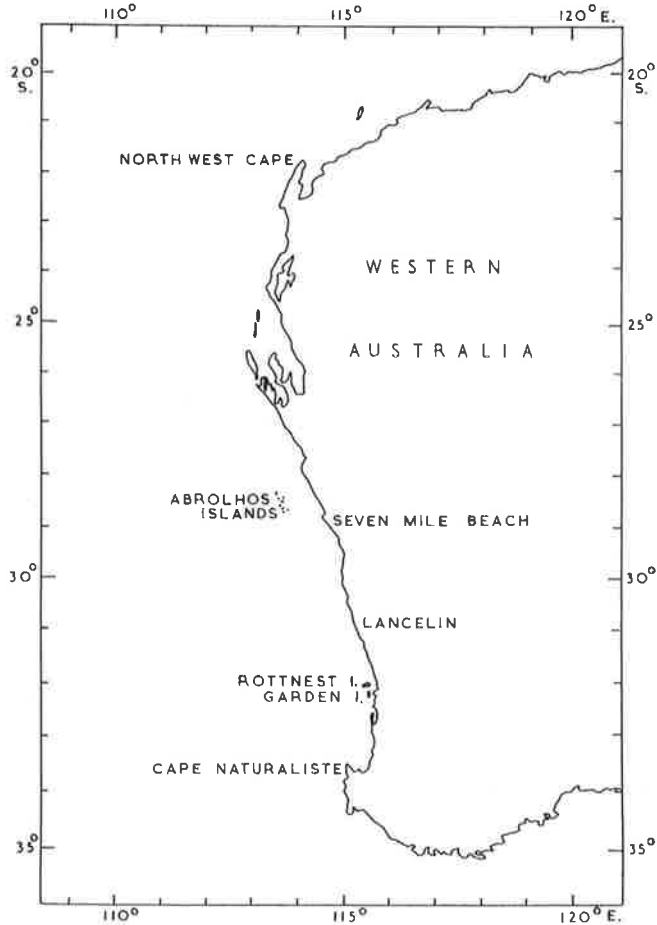 110° 115° 120° E.
20° 20°
S. S.
NORTH WEST CAPE
WESTERN
25° 25°
AUSTRALIA
ABROLHOS
ISLANDS
SEVEN MILE BEACH
30° 30°
LANCELIN
ROTTNEST I.
GARDEN I.
CAPE NATURALISTE
35° 35°
110° 115° 120° E.